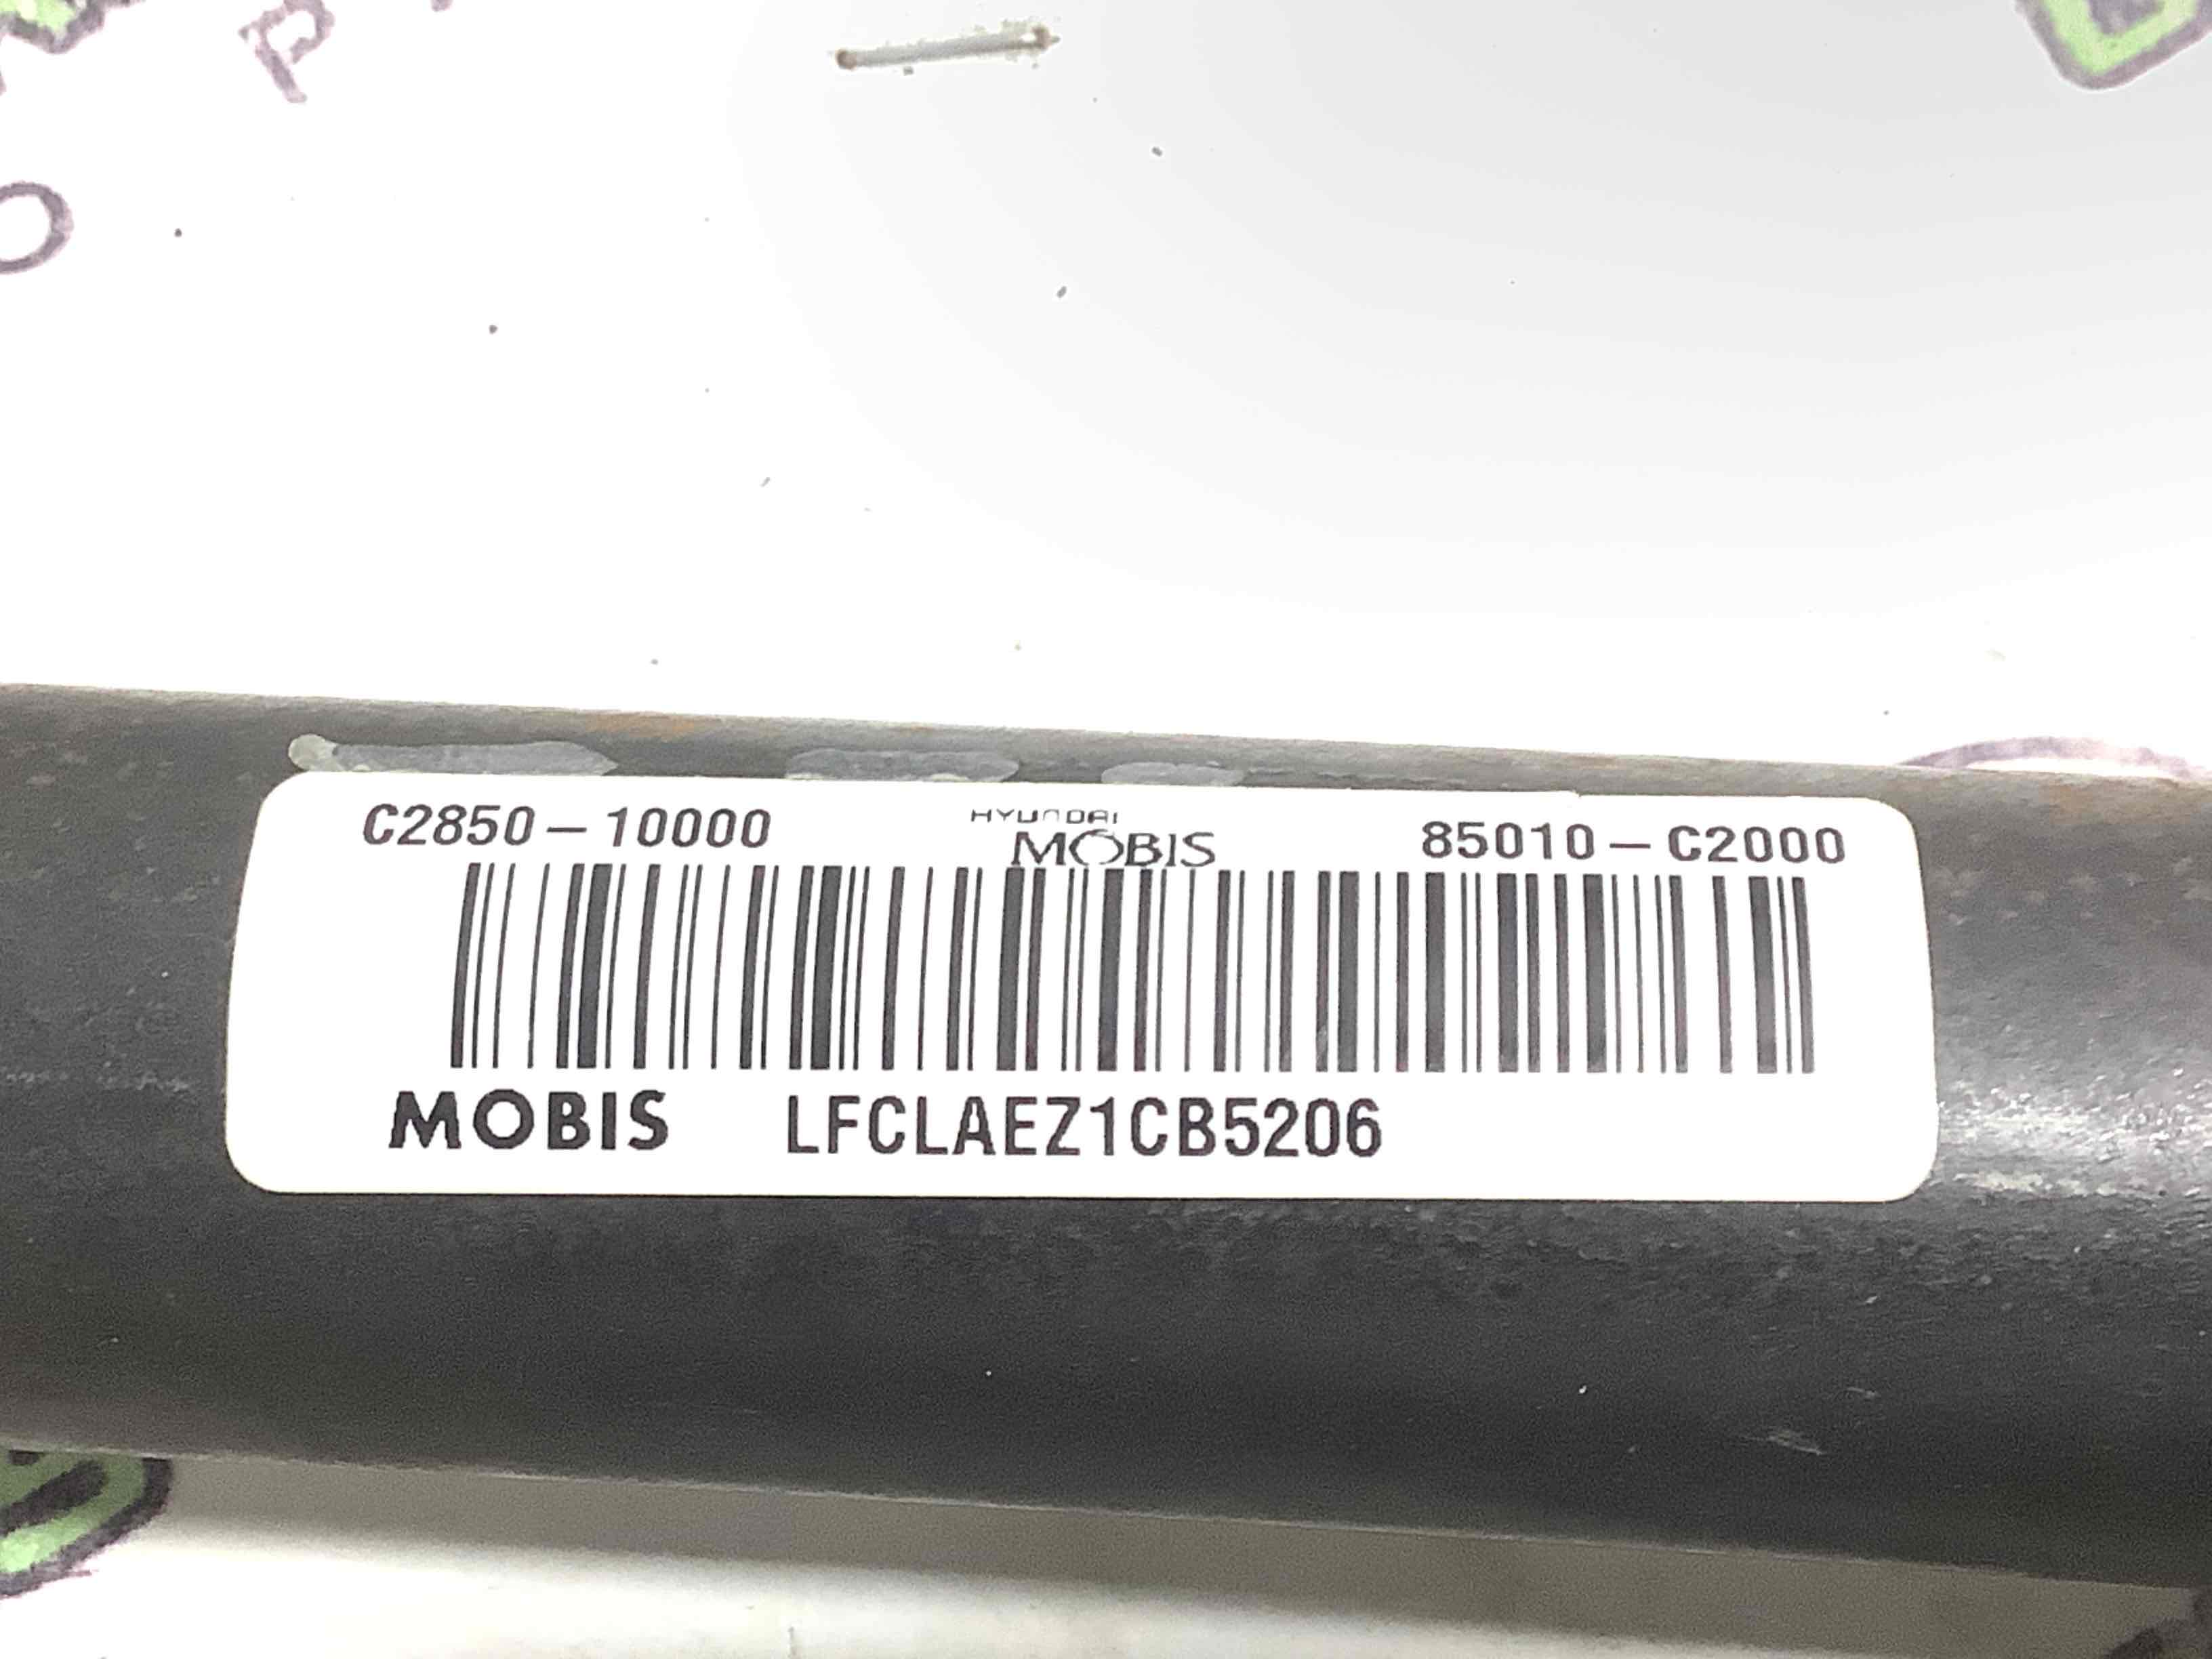 P
O
C2850-10000 HYUNDAI MOBIS 85010-C2000
MOBIS LFCLAEZ1CB5206